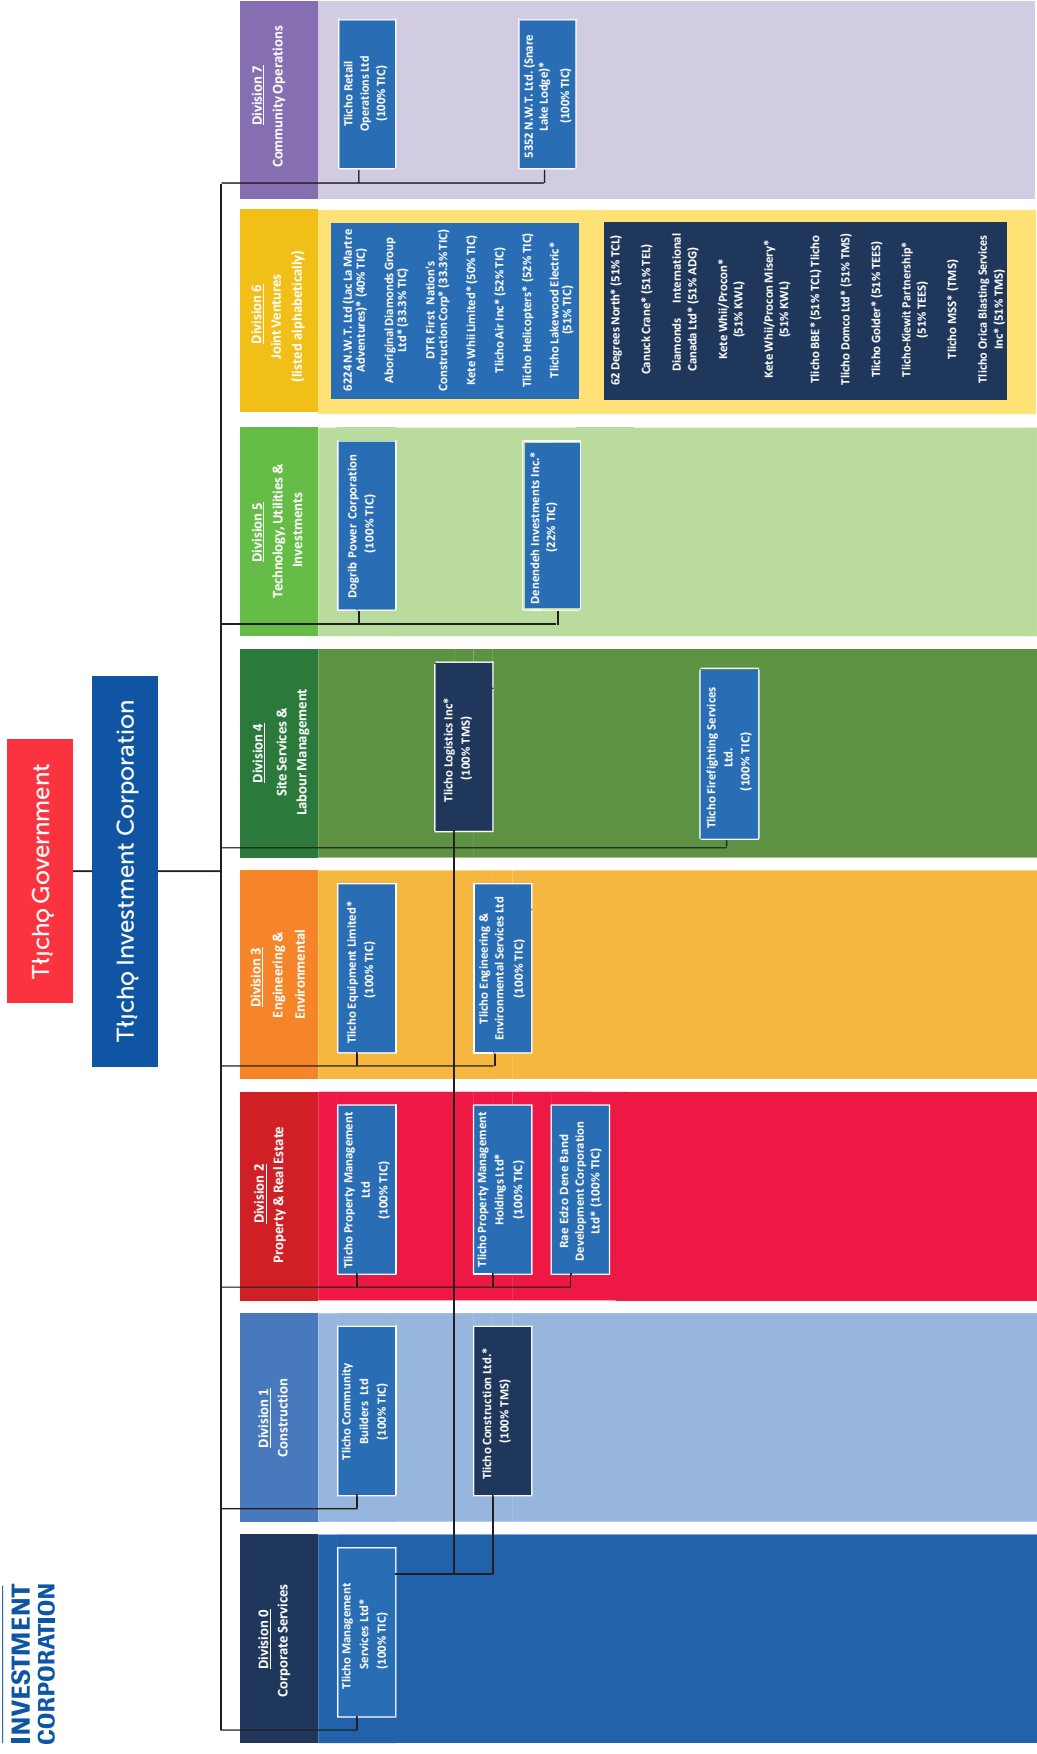 INVESTMENT
CORPORATION
Tłı̨chǫ Government
Tłı̨chǫ Investment Corporation
Division 0
Corporate Services
Tlicho Management
Services Ltd*
(100% TIC)
Division 1
Construction
Tlicho Community
Builders Ltd
(100% TIC)
Tlicho Construction Ltd.*
(100% TMS)
Division 2
Property & Real Estate
Tlicho Property Management
Ltd
(100% TIC)
Tlicho Property Management
Holdings Ltd*
(100% TIC)
Rae Edzo Dene Band
Development Corporation
Ltd* (100% TIC)
Division 3
Engineering &
Environmental
Tlicho Equipment Limited*
(100% TIC)
Tlicho Engineering &
Environmental Services Ltd
(100% TIC)
Division 4
Site Services &
Labour Management
Tlicho Logistics Inc*
(100% TMS)
Tlicho Firefighting Services
Ltd.
(100% TIC)
Division 5
Technology, Utilities &
Investments
Dogrib Power Corporation
(100% TIC)
Denendeh Investments Inc.*
(22% TIC)
Division 6
Joint Ventures
(listed alphabetically)
6224 N.W.T. Ltd (Lac La Martre
Adventures)* (40% TIC)
Aboriginal Diamonds Group
Ltd* (33.3% TIC)
DTR First Nation's
Construction Corp* (33.3% TIC)
Kete Whii Limited* (50% TIC)
Tlicho Air Inc* (52% TIC)
Tlicho Helicopters* (52% TIC)
Tlicho Lakewood Electric*
(51% TIC)
62 Degrees North* (51% TCL)
Canuck Crane* (51% TEL)
Diamonds International
Canada Ltd* (51% ADG)
Kete Whii/Procon*
(51% KWL)
Kete Whii/Procon Misery*
(51% KWL)
Tlicho BBE* (51% TCL) Tlicho
Tlicho Domco Ltd* (51% TMS)
Tlicho Golder* (51% TEES)
Tlicho-Kiewit Partnership*
(51% TEES)
Tlicho MSS* (TMS)
Tlicho Orica Blasting Services
Inc* (51% TMS)
Division 7
Community Operations
Tlicho Retail
Operations Ltd
(100% TIC)
5352 N.W.T. Ltd. (Snare
Lake Lodge)*
(100% TIC)